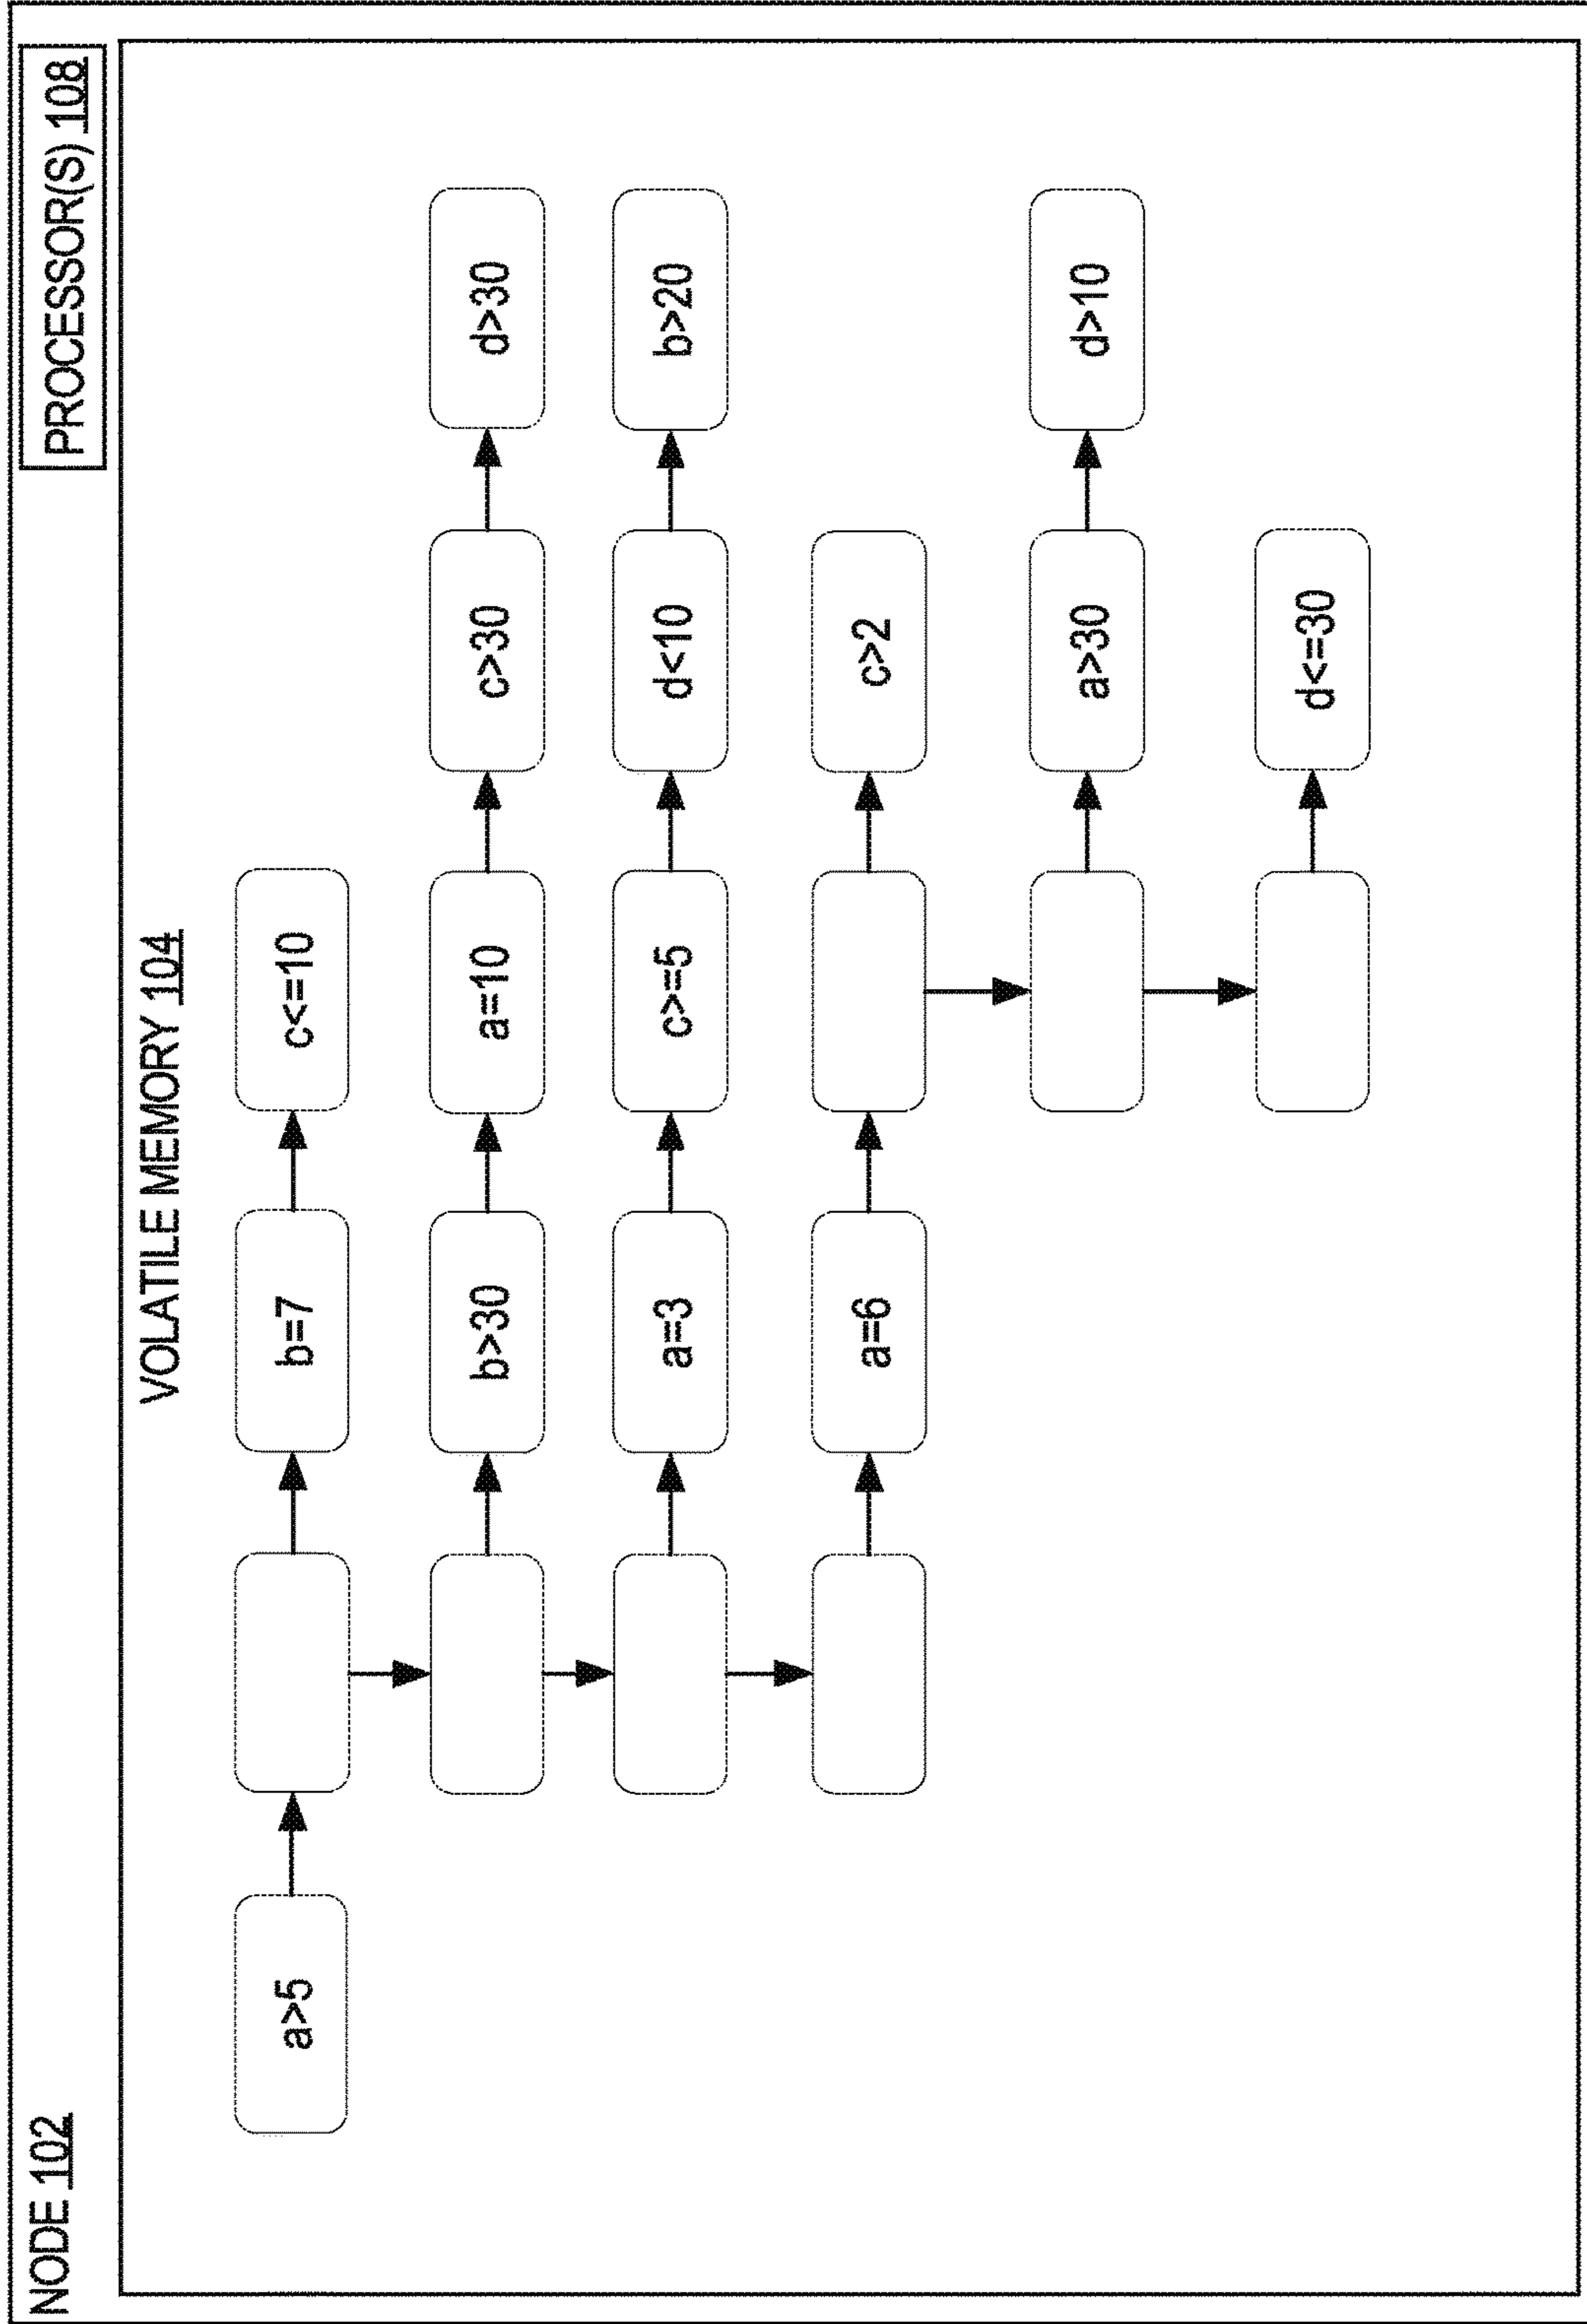 NODE 102
PROCESSOR(S) 108
VOLATILE MEMORY 104
a>5
b=7
c<=10
b>30
a=10
c>30
d>30
a=3
c>=5
d<10
b>20
a=6
c>2
a>30
d>10
d<=30